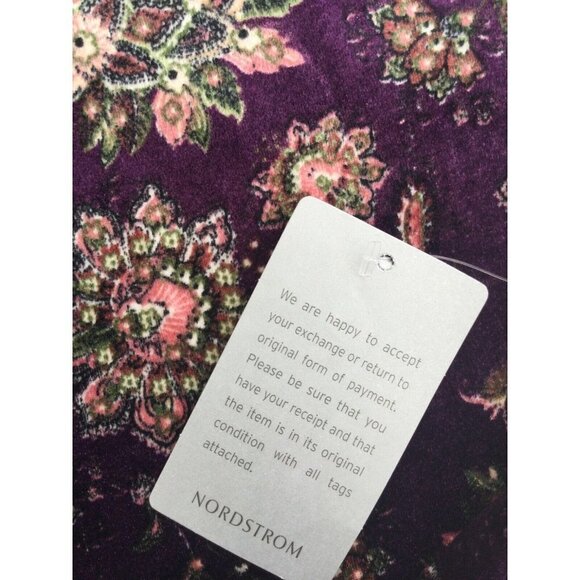 We are happy to accept
your exchange or return to
original form of payment.
Please be sure that you
have your receipt and that
the item is in its original
condition with all tags
attached.
NORDSTROM